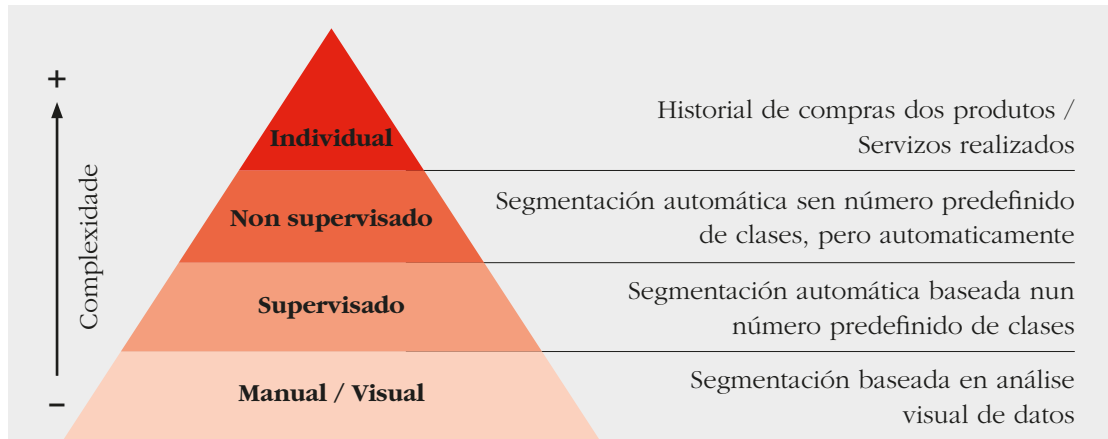 +
Complexidade
–
Individual
Historial de compras dos produtos /
Servizos realizados
Non supervisado
Segmentación automática sen número predefinido
de clases, pero automaticamente
Supervisado
Segmentación automática baseada nun
número predefinido de clases
Manual / Visual
Segmentación baseada en análise
visual de datos